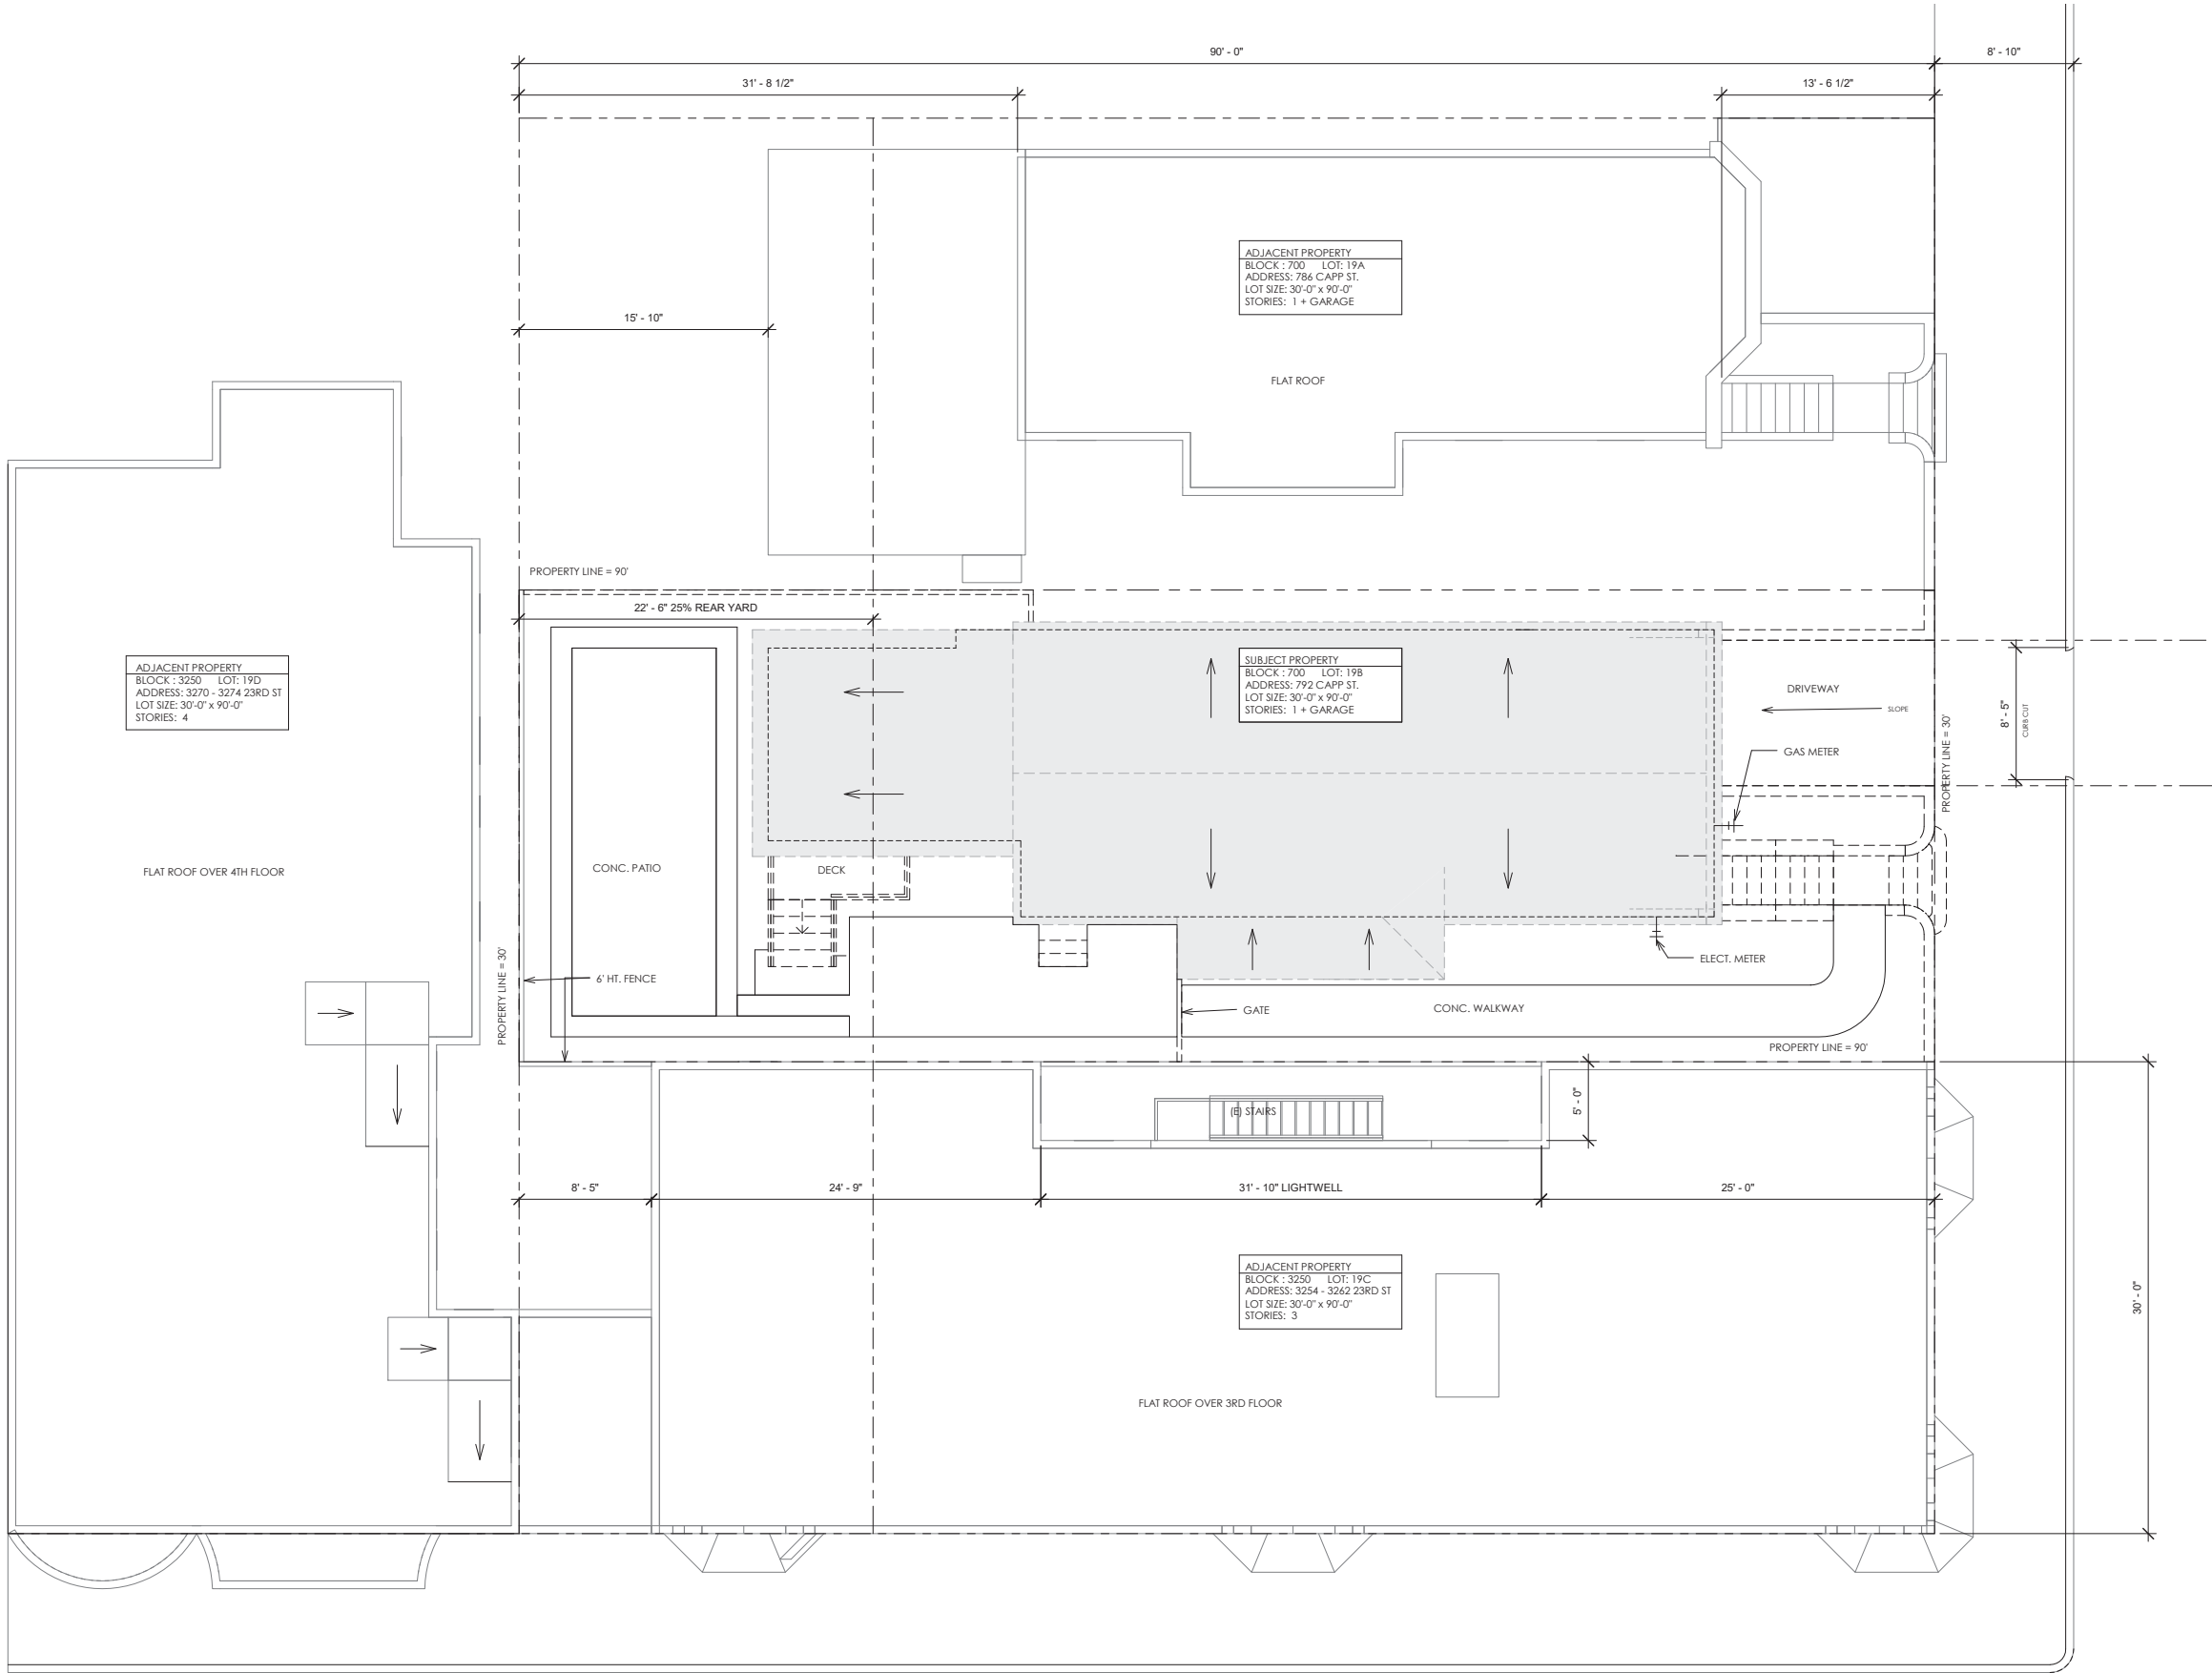 90' - 0"
8' - 10"
31' - 8 1/2"
13' - 6 1/2"
ADJACENT PROPERTY
BLOCK : 700 LOT: 19A
ADDRESS: 786 CAPP ST.
LOT SIZE: 30'-0" x 90'-0"
STORIES: 1 + GARAGE
15' - 10"
FLAT ROOF
PROPERTY LINE = 90'
22' - 6" 25% REAR YARD
ADJACENT PROPERTY
BLOCK : 3250 LOT: 19D
ADDRESS: 3270 - 3274 23RD ST
LOT SIZE: 30'-0" x 90'-0"
STORIES: 4
SUBJECT PROPERTY
BLOCK : 700 LOT: 19B
ADDRESS: 792 CAPP ST.
LOT SIZE: 30'-0" x 90'-0"
STORIES: 1 + GARAGE
DRIVEWAY
SLOPE
8' - 5"
CURB CUT
PROPERTY LINE = 30'
GAS METER
FLAT ROOF OVER 4TH FLOOR
CONC. PATIO
DECK
PROPERTY LINE = 30'
6' HT. FENCE
ELECT. METER
GATE
CONC. WALKWAY
PROPERTY LINE = 90'
(E) STAIRS
5' - 0"
8' - 5"
24' - 9"
31' - 10" LIGHTWELL
25' - 0"
ADJACENT PROPERTY
BLOCK : 3250 LOT: 19C
ADDRESS: 3254 - 3262 23RD ST
LOT SIZE: 30'-0" x 90'-0"
STORIES: 3
30' - 0"
FLAT ROOF OVER 3RD FLOOR